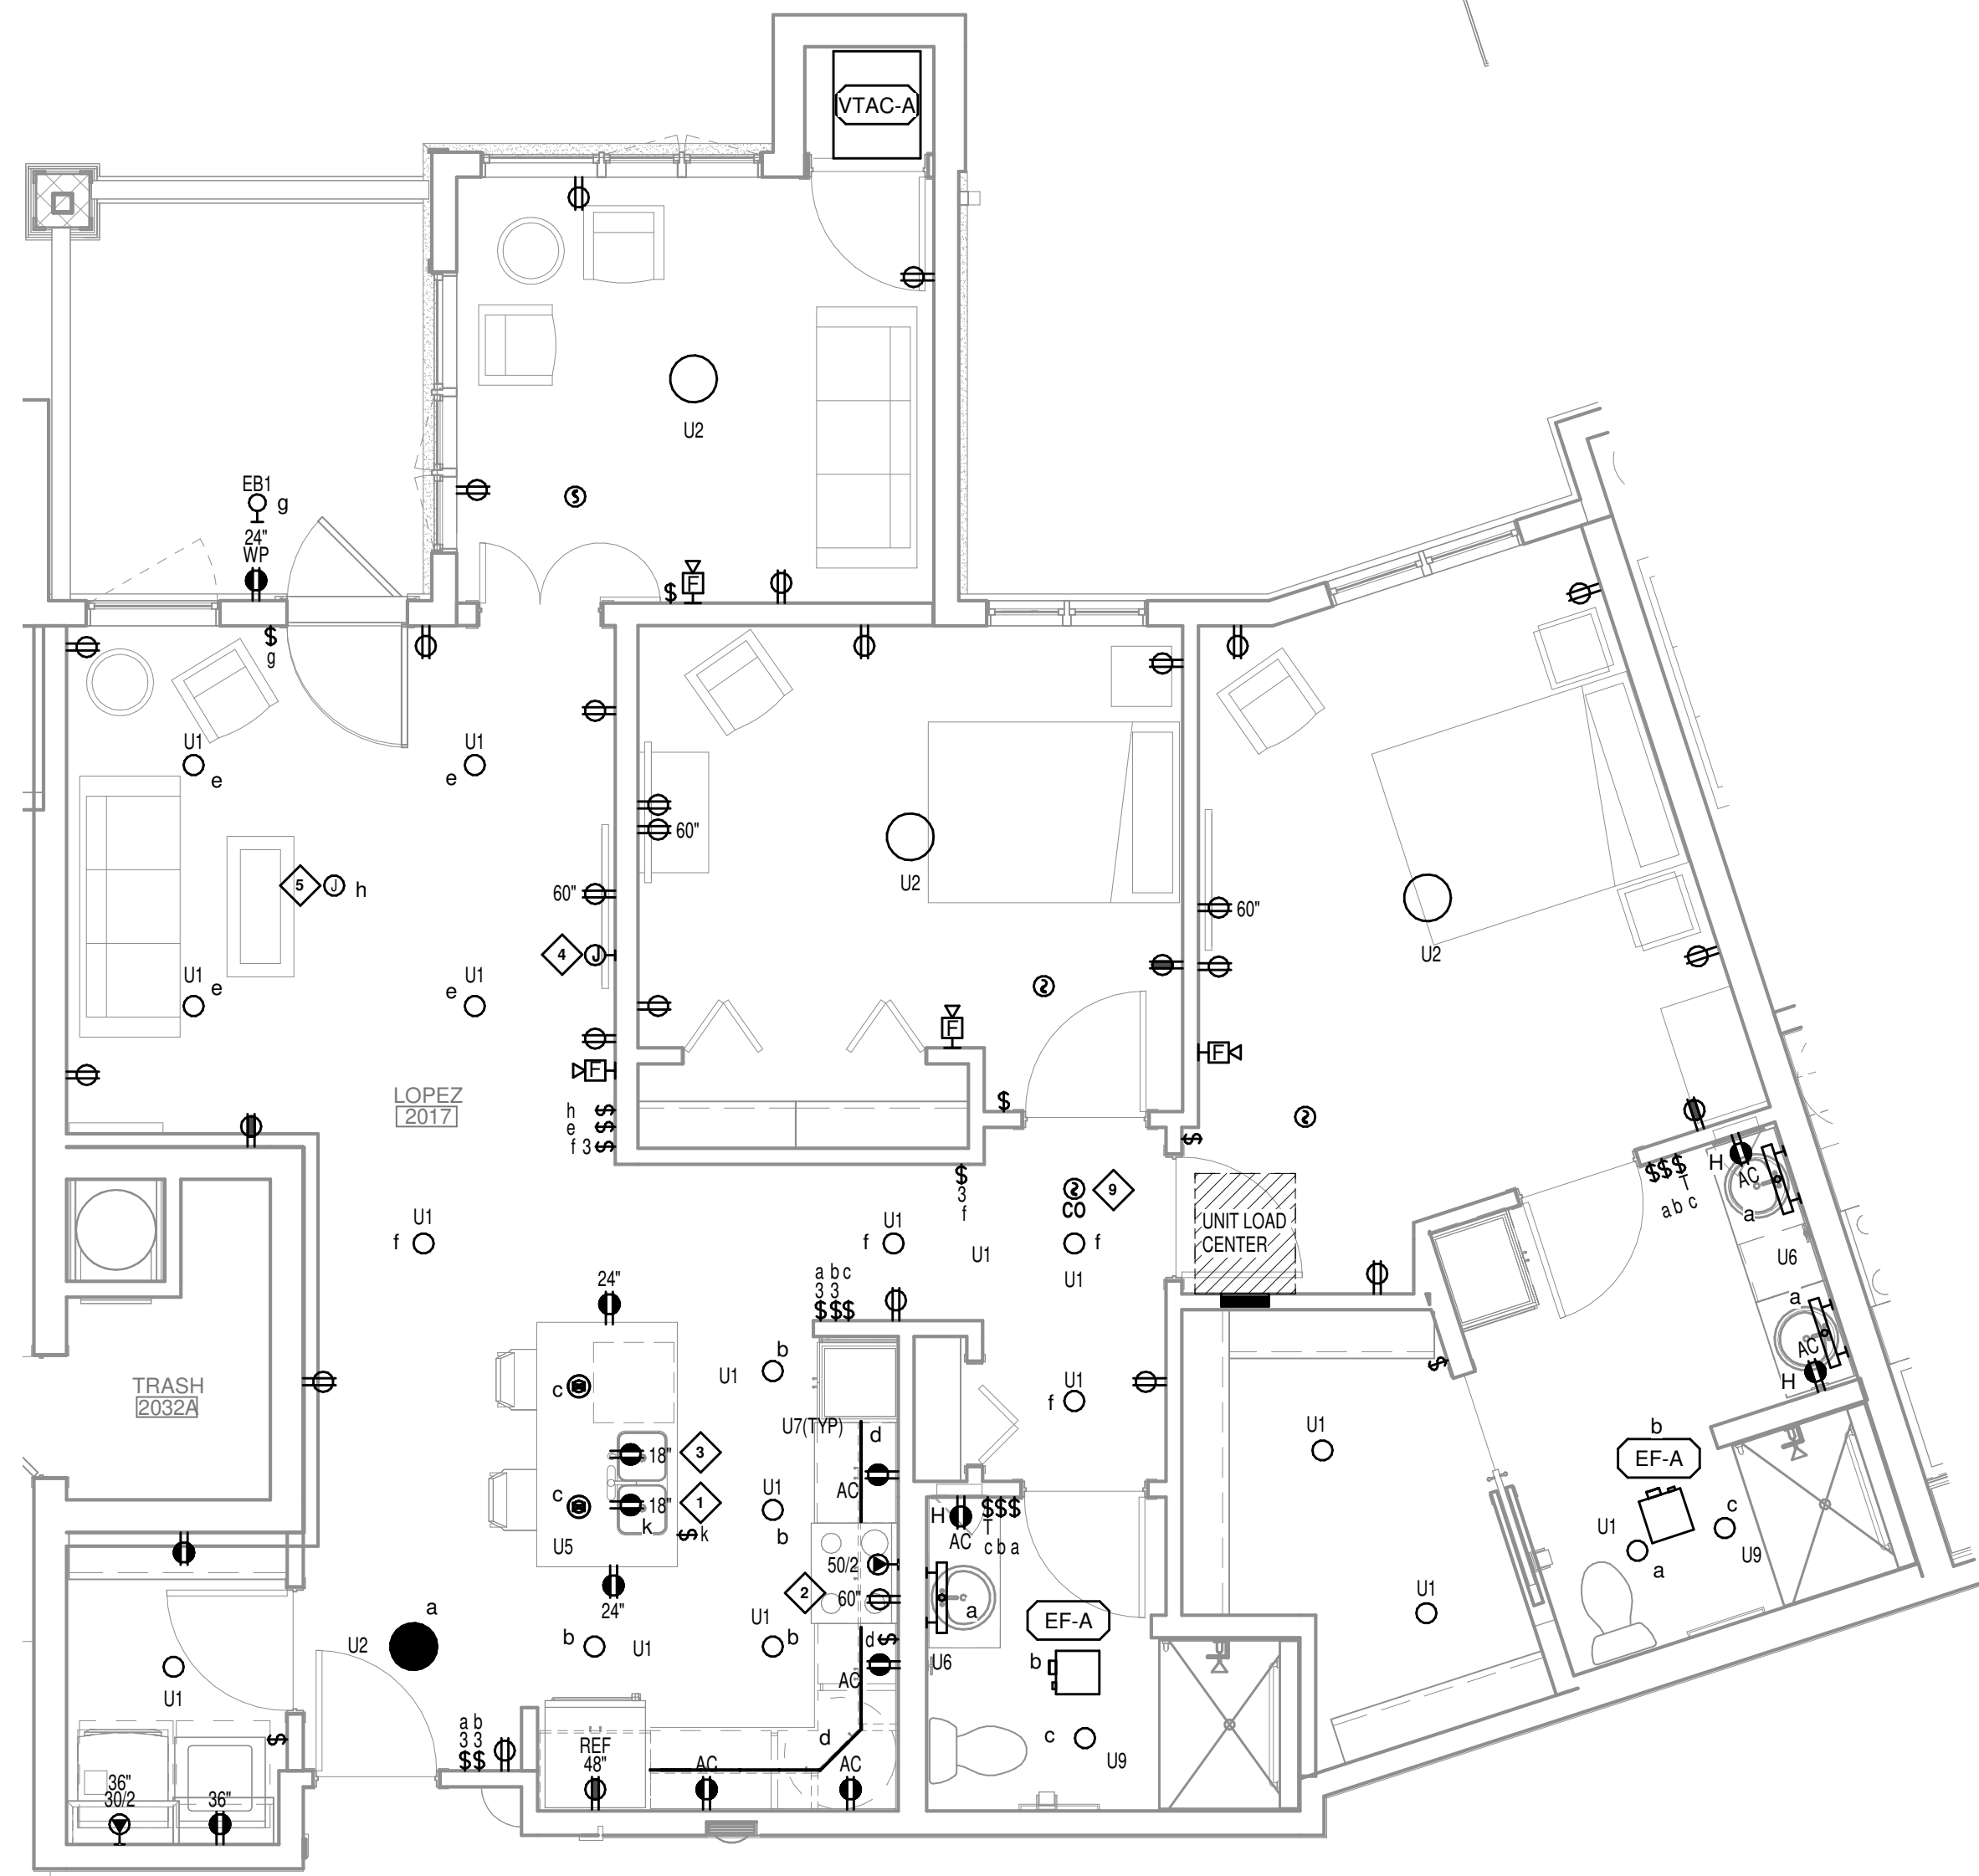 VTAC-A
U2
EB1
g
24"
WP
F
$
$
g
U1
e
U1
e
60"
U2
5
J
h
60"
4
J
U1
e
U1
e
60"
U2
F
F
F
LOPEZ
2017
h $
e $
f 3 $
$
$
$
3
f
CO
9
U1
f
U1
f
U1
f
U1
UNIT LOAD
CENTER
$$$
T
a b c
H
AC
a
U6
a
AC
H
24"
a b c
3 3
$$$
TRASH
2032A
c
U1
b
U1
f
$
U7(TYP)
d
18"
3
AC
U1
b
c
18"
1
k
$ k
U5
H
AC
$$$
T
c b a
50/2
2
60"
24"
a
U2
b
U1
U1
b
d $
AC
a
U6
EF-A
b
c
U9
U1
U1
b
EF-A
U1
a
c
U9
U1
$
a b
3 3
$$
REF
48"
d
AC
AC
36"
30/2
36"